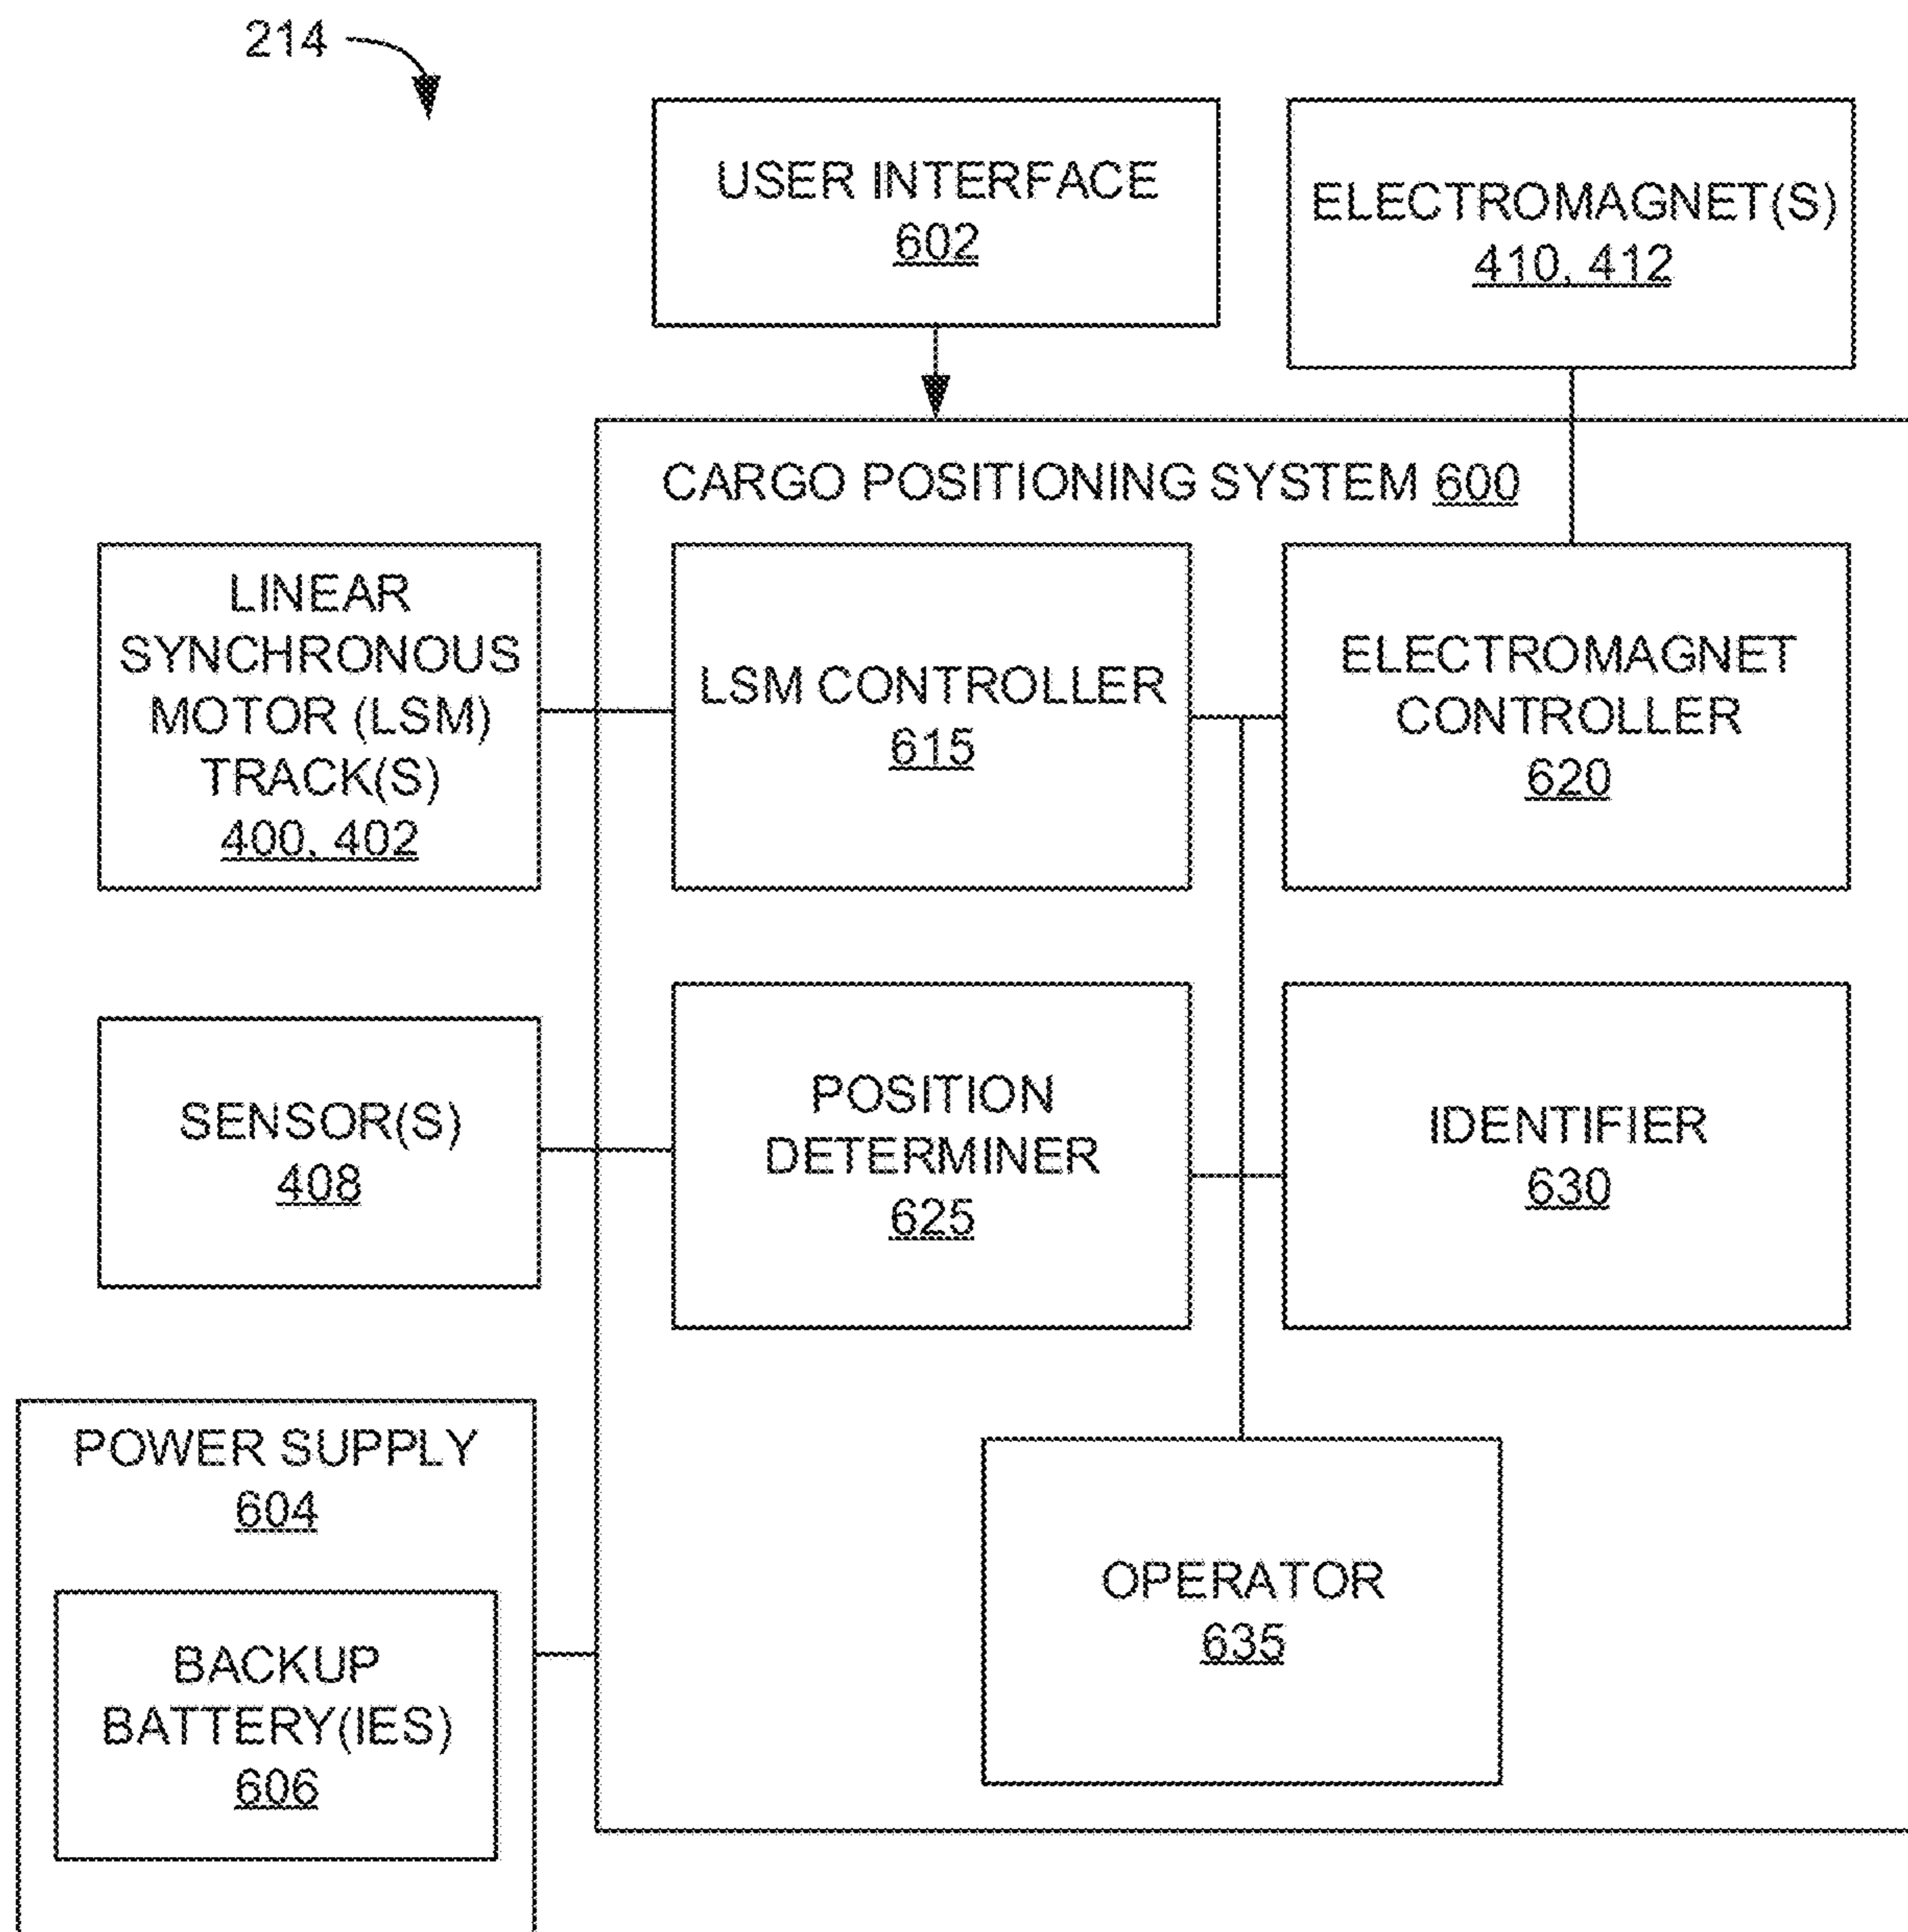 214
USER INTERFACE
602
ELECTROMAGNET(S)
410, 412
CARGO POSITIONING SYSTEM 600
LINEAR
SYNCHRONOUS
MOTOR (LSM)
TRACK(S)
400, 402
LSM CONTROLLER
615
ELECTROMAGNET
CONTROLLER
620
SENSOR(S)
408
POSITION
DETERMINER
625
IDENTIFIER
630
POWER SUPPLY
604
BACKUP
BATTERY(IES)
606
OPERATOR
635